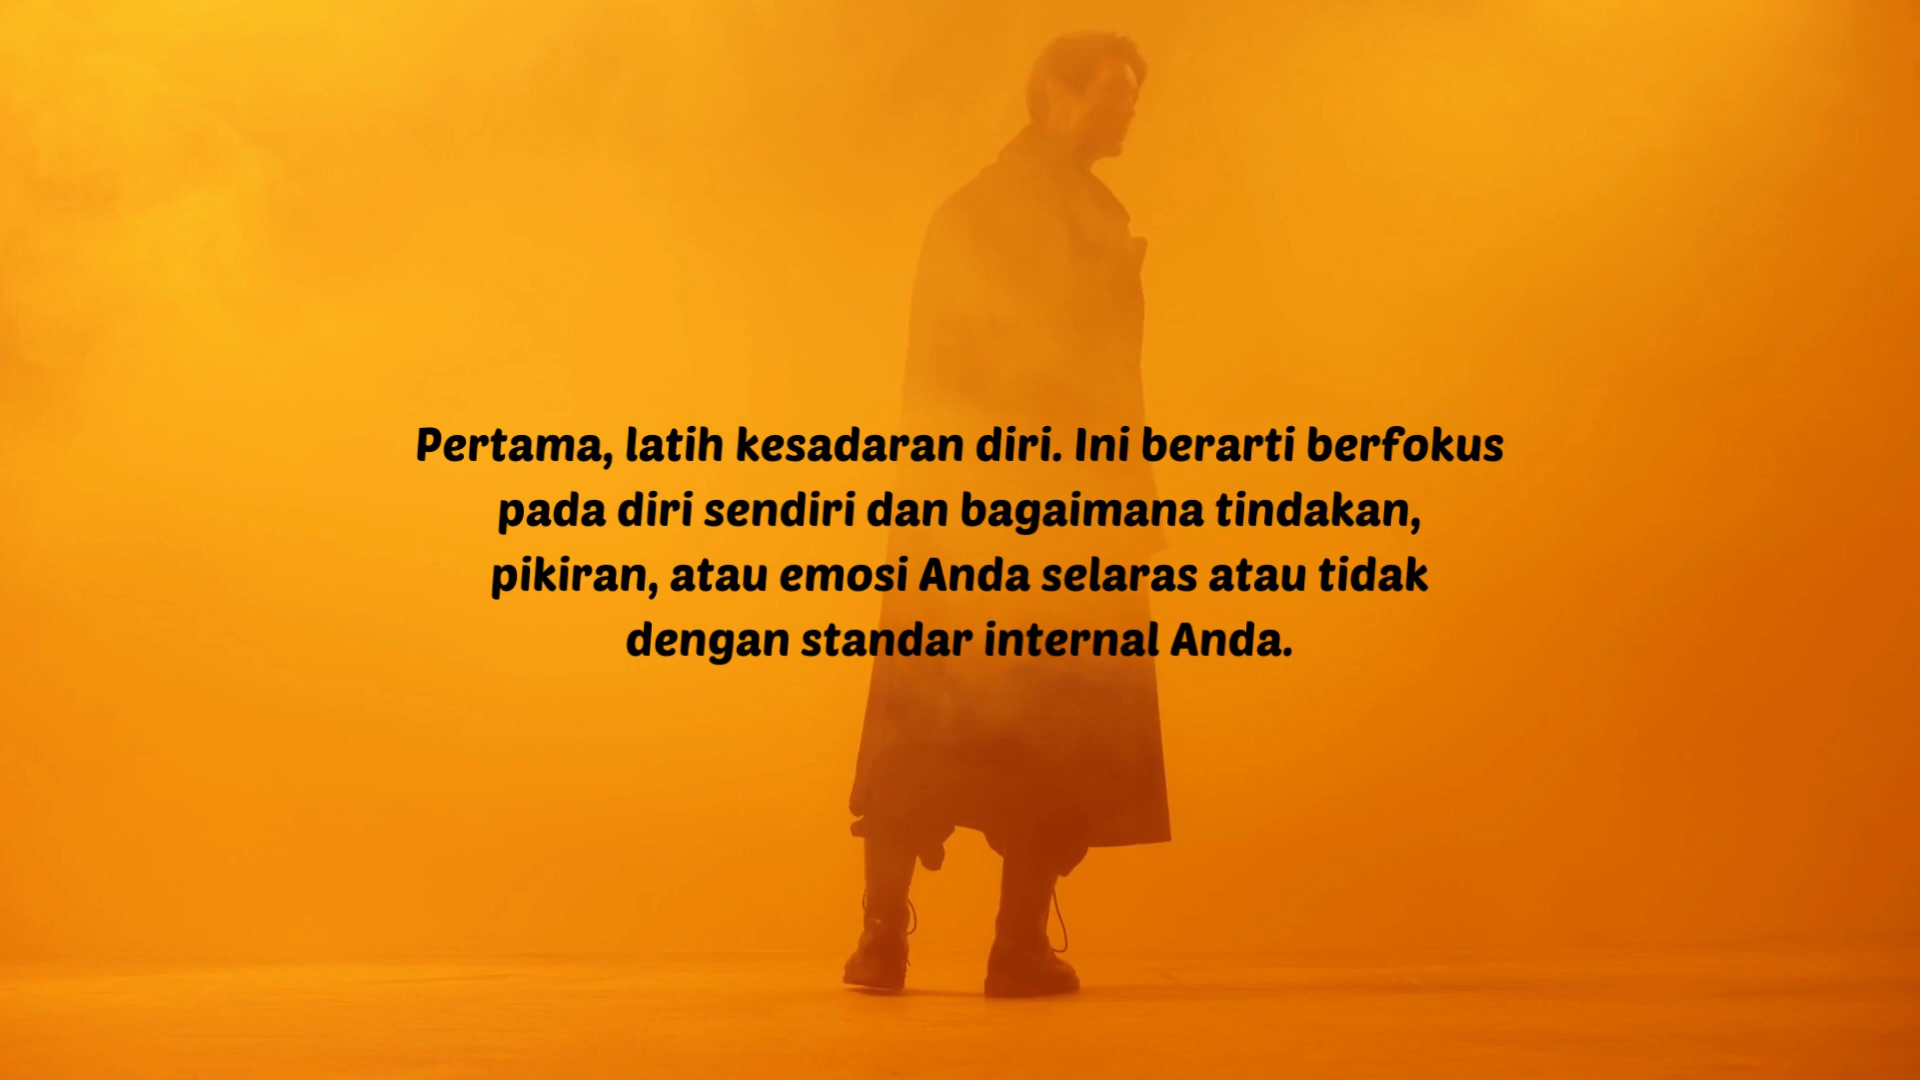 Pertama, latih kesadaran diri. Ini berarti berfokus
pada diri sendiri dan bagaimana tindakan,
pikiran, atau emosi Anda selaras atau tidak
dengan standar internal Anda.